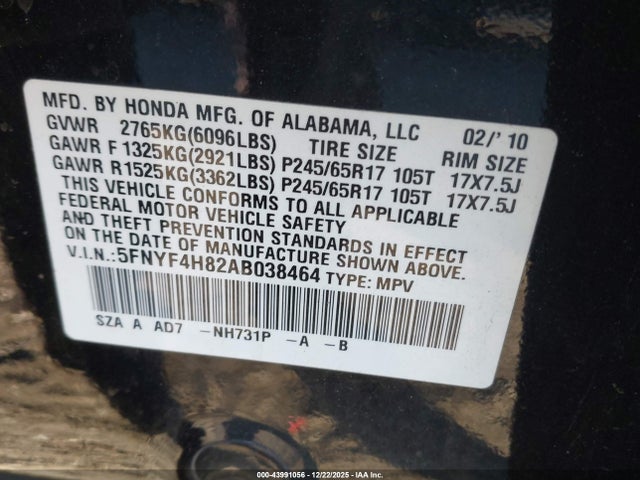 MFD. BY HONDA MFG. OF ALABAMA, LLC 02/'10
GVWR 2765KG(6096LBS) TIRE SIZE RIM SIZE
GAWR F 1325KG(2921LBS) P245/65R17 105T 17X7.5J
GAWR R1525KG(3362LBS) P245/65R17 105T 17X7.5J
THIS VEHICLE CONFORMS TO ALL APPLICABLE
FEDERAL MOTOR VEHICLE SAFETY
AND THEFT PREVENTION STANDARDS IN EFFECT
ON THE DATE OF MANUFACTURE SHOWN ABOVE.
V.I.N.:5FNYF4H82AB038464 TYPE: MPV
SZA A AD7 -NH731P -A -B
000-43991056 - 12/22/2025 - IAA Inc.